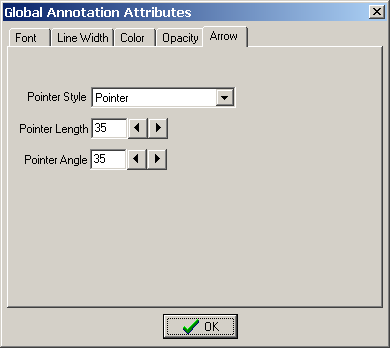 Global Annotation Attributes
Font Line Width Color Opacity Arrow
Pointer Style Pointer
Pointer Length 35
Pointer Angle 35
OK